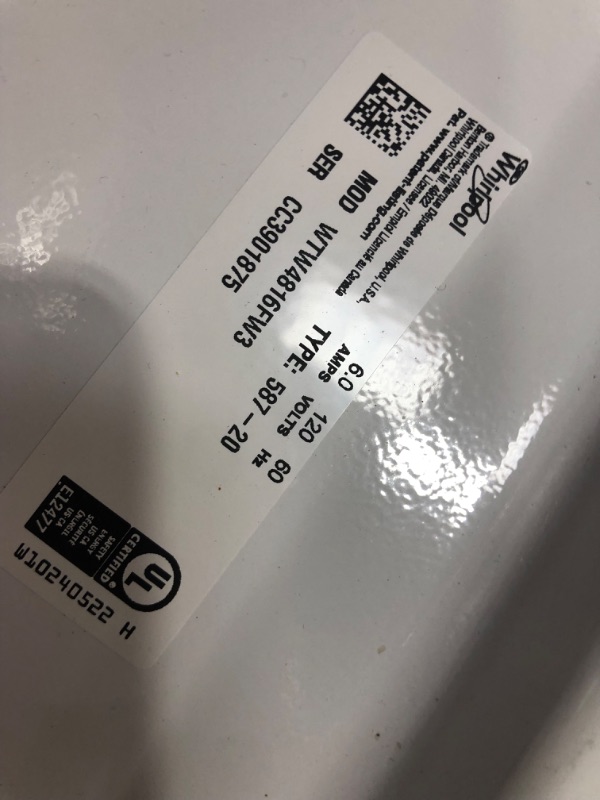 Whirlpool
® Trademark of/Marque Déposée de Whirlpool, U.S.A.
Benton Harbor, MI 49022
Whirlpool Canada, Licensee / Emploi Licencié au Canada
Pat. www.patent-listing.com
MOD WTW4816FW3
SER CC3901875
6.0 120 60
AMPS VOLTS Hz
TYPE: 587-20
UL
CERTIFIED®
SAFETY
US CA
E12477
W10240522 H